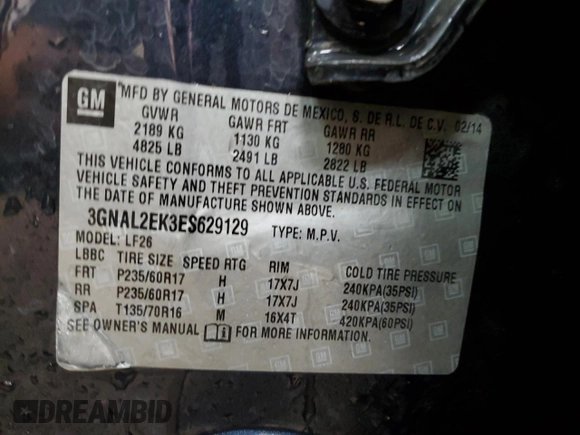 GM
MFD BY GENERAL MOTORS DE MEXICO, S. DE R.L. DE C.V. 02/14
GVWR GAWR FRT GAWR RR
2189 KG 1130 KG 1280 KG
4825 LB 2491 LB 2822 LB
THIS VEHICLE CONFORMS TO ALL APPLICABLE U.S. FEDERAL MOTOR
VEHICLE SAFETY AND THEFT PREVENTION STANDARDS IN EFFECT ON
THE DATE OF MANUFACTURE SHOWN ABOVE.
3GNAL2EK3ES629129 TYPE: M.P.V.
MODEL: LF26
LBBC TIRE SIZE SPEED RTG RIM COLD TIRE PRESSURE
FRT P235/60R17 H 17X7J 240KPA(35PSI)
RR P235/60R17 H 17X7J 240KPA(35PSI)
SPA T135/70R16 M 16X4T 420KPA(60PSI)
SEE OWNER'S MANUAL FOR MORE INFORMATION.
DREAMBID